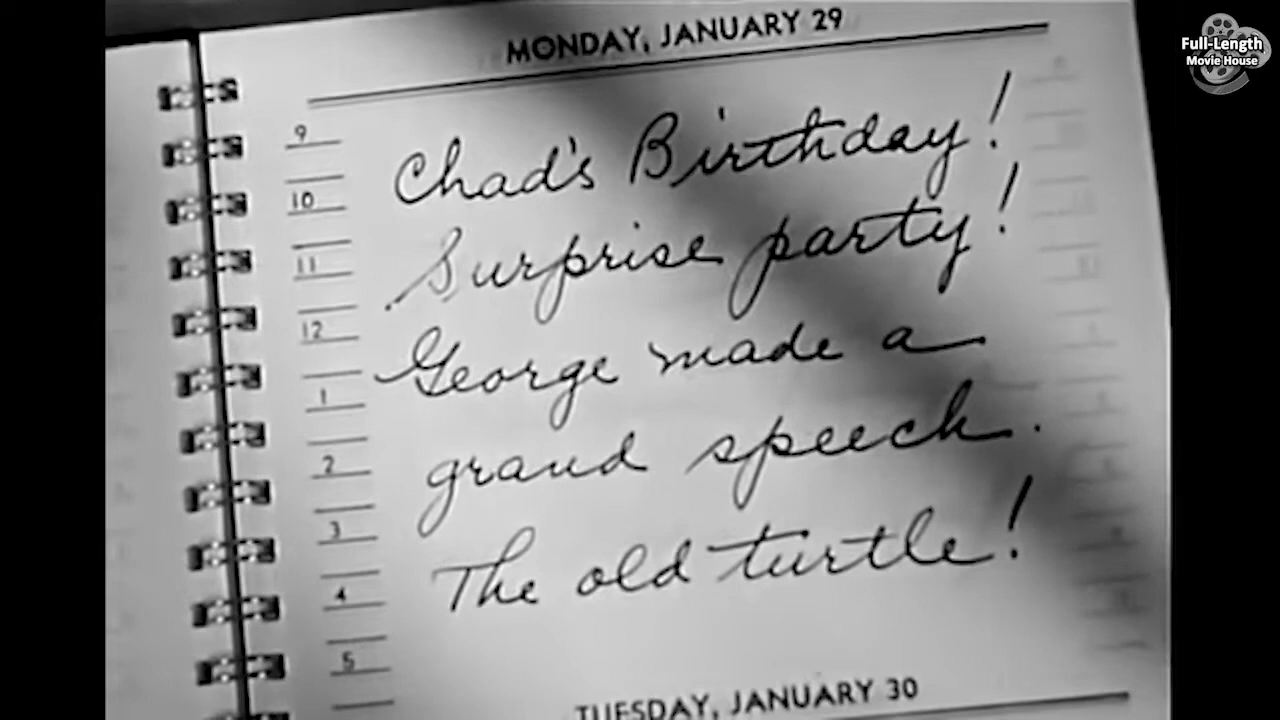 MONDAY, JANUARY 29
Full-Length
Movie House
9
Chad's Birthday!
10
Surprise party!
11
12
George made a
1
grand speech.
2
3
The old turtle!
4
5
TUESDAY, JANUARY 30